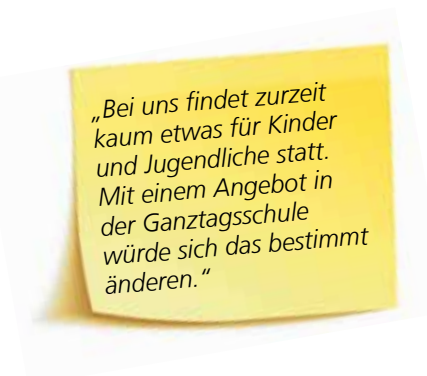 „Bei uns findet zurzeit
kaum etwas für Kinder
und Jugendliche statt.
Mit einem Angebot in
der Ganztagsschule
würde sich das bestimmt
änderen.“